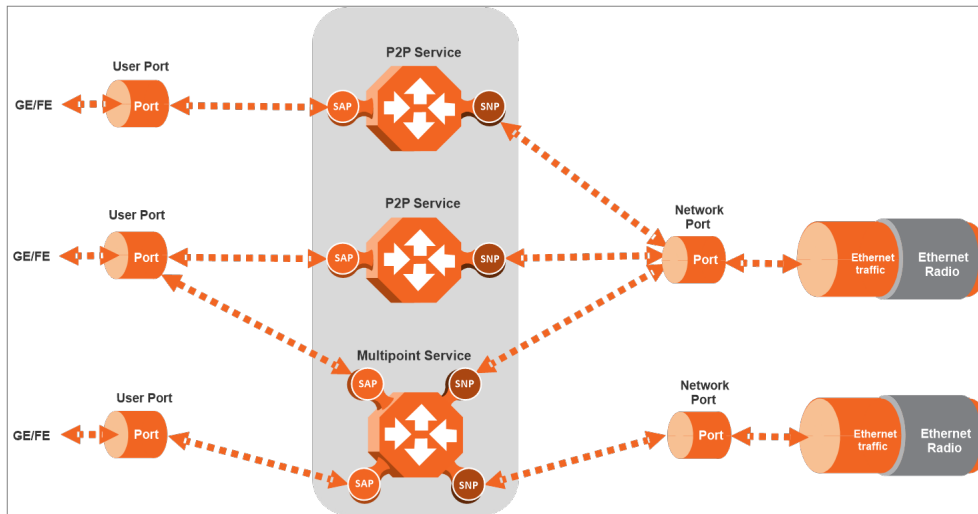 P2P Service
User Port
GE/FE
Port
SAP
SNP
P2P Service
User Port
GE/FE
Port
SAP
SNP
Network
Port
Port
Ethernet
traffic
Ethernet
Radio
Multipoint Service
SAP
SNP
User Port
GE/FE
Port
SAP
SNP
Network
Port
Port
Ethernet
traffic
Ethernet
Radio